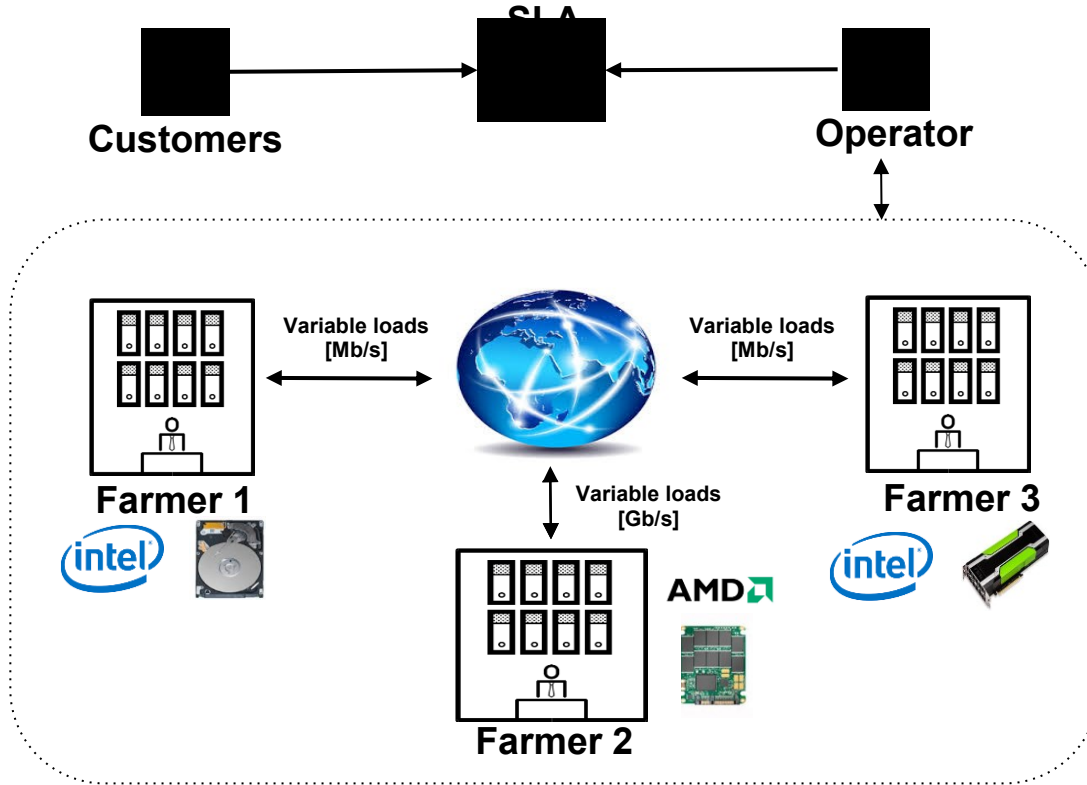 SLA
Customers
Operator
Variable loads
[Mb/s]
Variable loads
[Mb/s]
Farmer 1
intel
Variable loads
[Gb/s]
Farmer 3
intel
AMD
Farmer 2